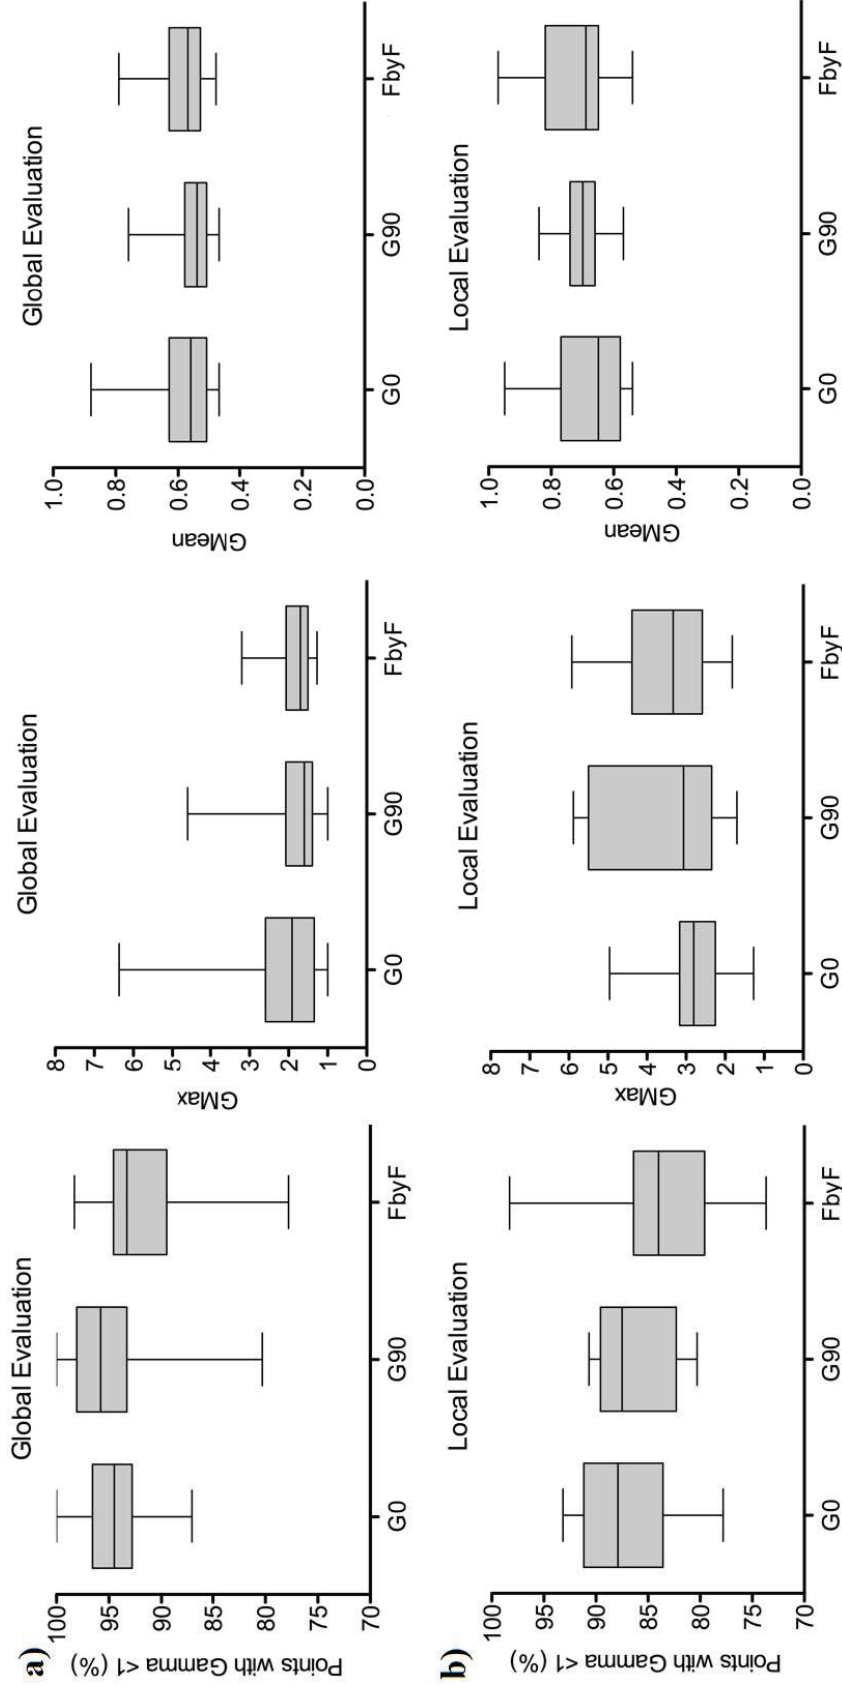 a)
Global Evaluation
Points with Gamma <1 (%)
100
95
90
85
80
75
70
G0
G90
FbyF
Global Evaluation
GMax
8
7
6
5
4
3
2
1
0
G0
G90
FbyF
Global Evaluation
GMean
1.0
0.8
0.6
0.4
0.2
0.0
G0
G90
FbyF
b)
Local Evaluation
Points with Gamma <1 (%)
100
95
90
85
80
75
70
G0
G90
FbyF
Local Evaluation
GMax
8
7
6
5
4
3
2
1
0
G0
G90
FbyF
Local Evaluation
GMean
1.0
0.8
0.6
0.4
0.2
0.0
G0
G90
FbyF